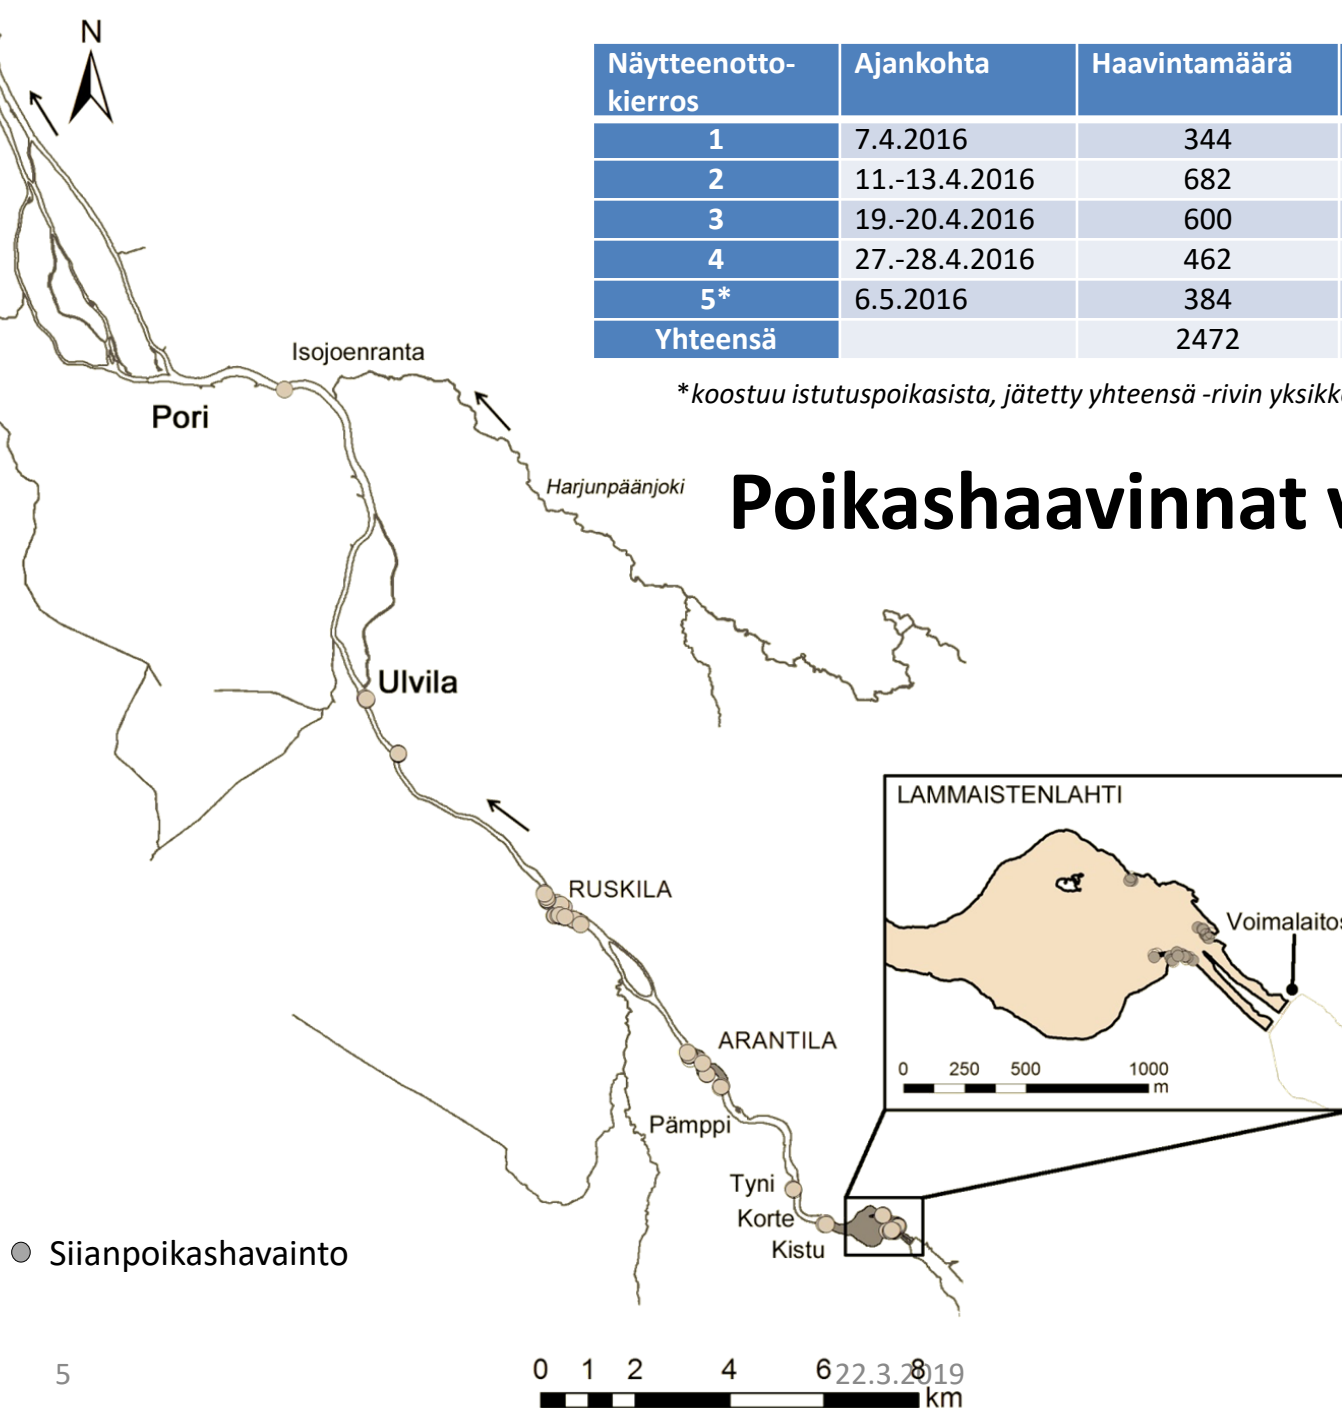 N
Näytteenotto-
kierros
Ajankohta
Haavintamäärä
1 7.4.2016 344
2 11.-13.4.2016 682
3 19.-20.4.2016 600
4 27.-28.4.2016 462
5* 6.5.2016 384
Yhteensä 2472
*koostuu istutuspoikasista, jätetty yhteensä -rivin
Isojoenranta
Pori
Harjunpäänjoki
Poikashaavinnat
Ulvila
LAMMAISTENLAHTI
RUSKILA
Voimalaitos
ARANTILA
0 250 500 1000
m
Pämppi
Tyni
Korte
Kistu
Siianpoikashavainto
5
0 1 2 4 6 8
km
22.3.2019